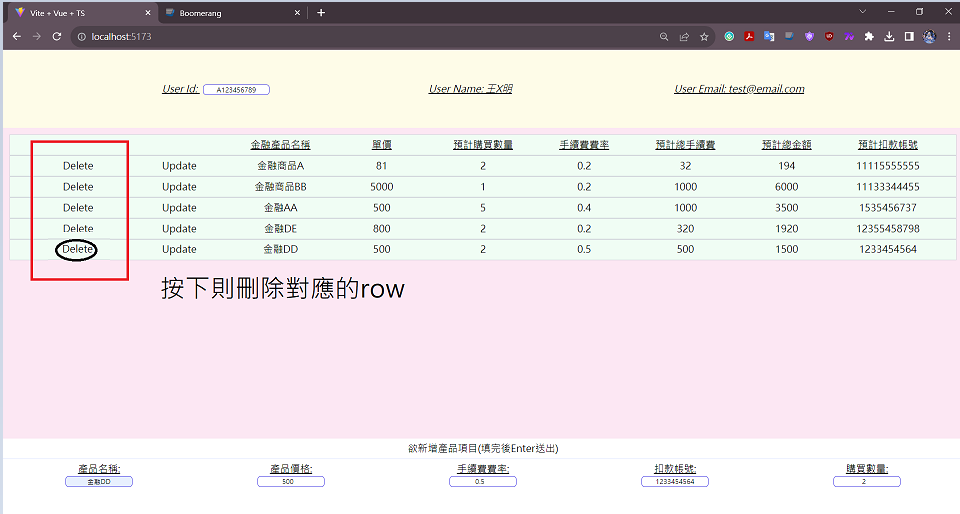 Vite + Vue + TS
Boomerang
localhost:5173
User Id: A123456789 User Name: 王X明 User Email: test@email.com
金融產品名稱 單價 預計購買數量 手續費費率 預計總手續費 預計總金額 預計扣款帳號
Delete Update 金融商品A 81 2 0.2 32 194 11115555555
Delete Update 金融商品BB 5000 1 0.2 1000 6000 11133344455
Delete Update 金融AA 500 5 0.4 1000 3500 1535456737
Delete Update 金融DE 800 2 0.2 320 1920 12355458798
Delete Update 金融DD 500 2 0.5 500 1500 1233454564
按下則刪除對應的row
欲新增產品項目(填完後Enter送出)
產品名稱: 產品價格: 手續費費率: 扣款帳號: 購買數量:
金融DD 500 0.5 1233454564 2